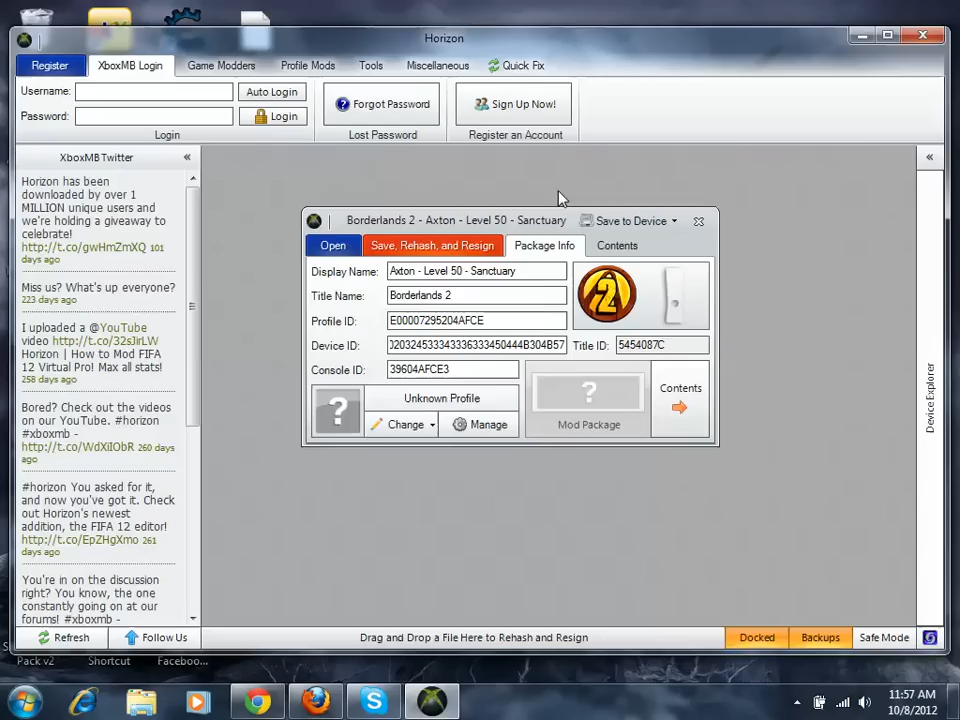 Horizon
Register
XboxMB Login
Game Modders
Profile Mods
Tools
Miscellaneous
Quick Fix
Username:
Auto Login
Password:
Login
Login
Forgot Password
Lost Password
Sign Up Now!
Register an Account
XboxMB Twitter
«
«
Horizon has been
downloaded by over 1
MILLION unique users and
we're holding a giveaway to
celebrate!
http://t.co/gwHmZmXQ 101
days ago
Miss us? What's up everyone?
223 days ago
I uploaded a @YouTube
video http://t.co/32sJirLW
Horizon | How to Mod FIFA
12 Virtual Pro! Max all stats!
258 days ago
Bored? Check out the videos
on our YouTube. #horizon
#xboxmb -
http://t.co/WdXiIObR 260 days
ago
#horizon You asked for it,
and now you've got it. Check
out Horizon's newest
addition, the FIFA 12 editor!
http://t.co/EpZHgXmo 261
days ago
You're in on the discussion
right? You know, the one
constantly going on at our
forums! #xboxmb -
Refresh
Follow Us
Borderlands 2 - Axton - Level 50 - Sanctuary
Save to Device
Open
Save, Rehash, and Resign
Package Info
Contents
Display Name:
Axton - Level 50 - Sanctuary
Title Name:
Borderlands 2
Profile ID:
E00007295204AFCE
Device ID:
J2032453334336333450444B304B57
Title ID:
5454087C
Console ID:
39604AFCE3
2
?
Unknown Profile
Change
Manage
?
Mod Package
Contents
Device Explorer
Drag and Drop a File Here to Rehash and Resign
Docked
Backups
Safe Mode
Pack v2
Shortcut
Faceboo...
11:57 AM
10/8/2012